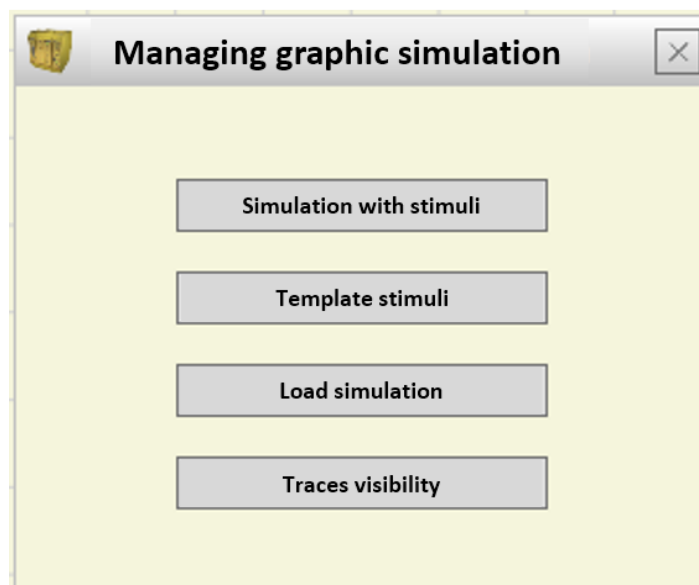 Managing graphic simulation
Simulation with stimuli
Template stimuli
Load simulation
Traces visibility